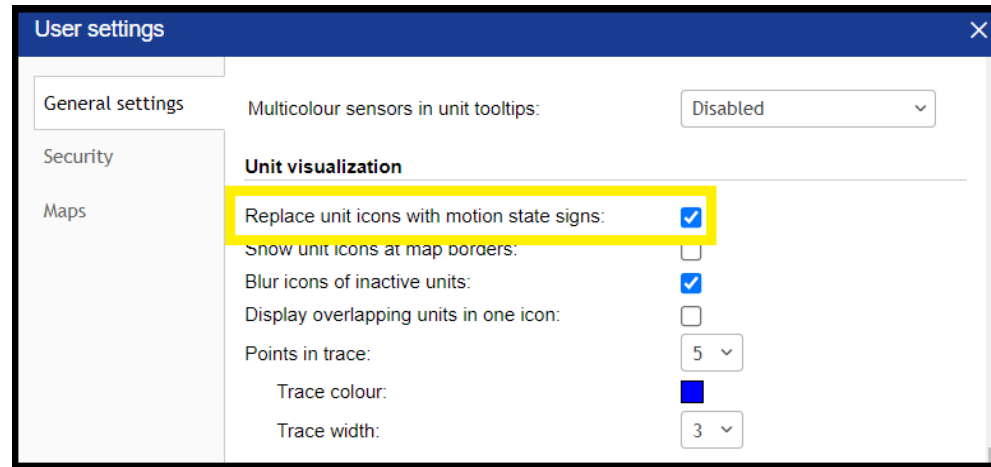 User settings
General settings
Multicolour sensors in unit tooltips: Disabled
Security
Unit visualization
Maps
Replace unit icons with motion state signs:
Show unit icons at map borders:
Blur icons of inactive units:
Display overlapping units in one icon:
Points in trace: 5
Trace colour:
Trace width: 3